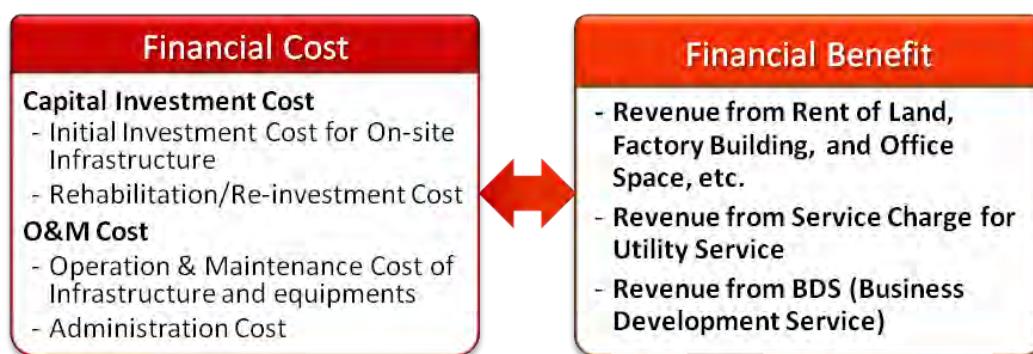 Financial Cost
Capital Investment Cost
- Initial Investment Cost for On-site
Infrastructure
- Rehabilitation/Re-investment Cost
O&M Cost
- Operation & Maintenance Cost of
Infrastructure and equipments
- Administration Cost
Financial Benefit
- Revenue from Rent of Land,
Factory Building, and Office
Space, etc.
- Revenue from Service Charge for
Utility Service
- Revenue from BDS (Business
Development Service)